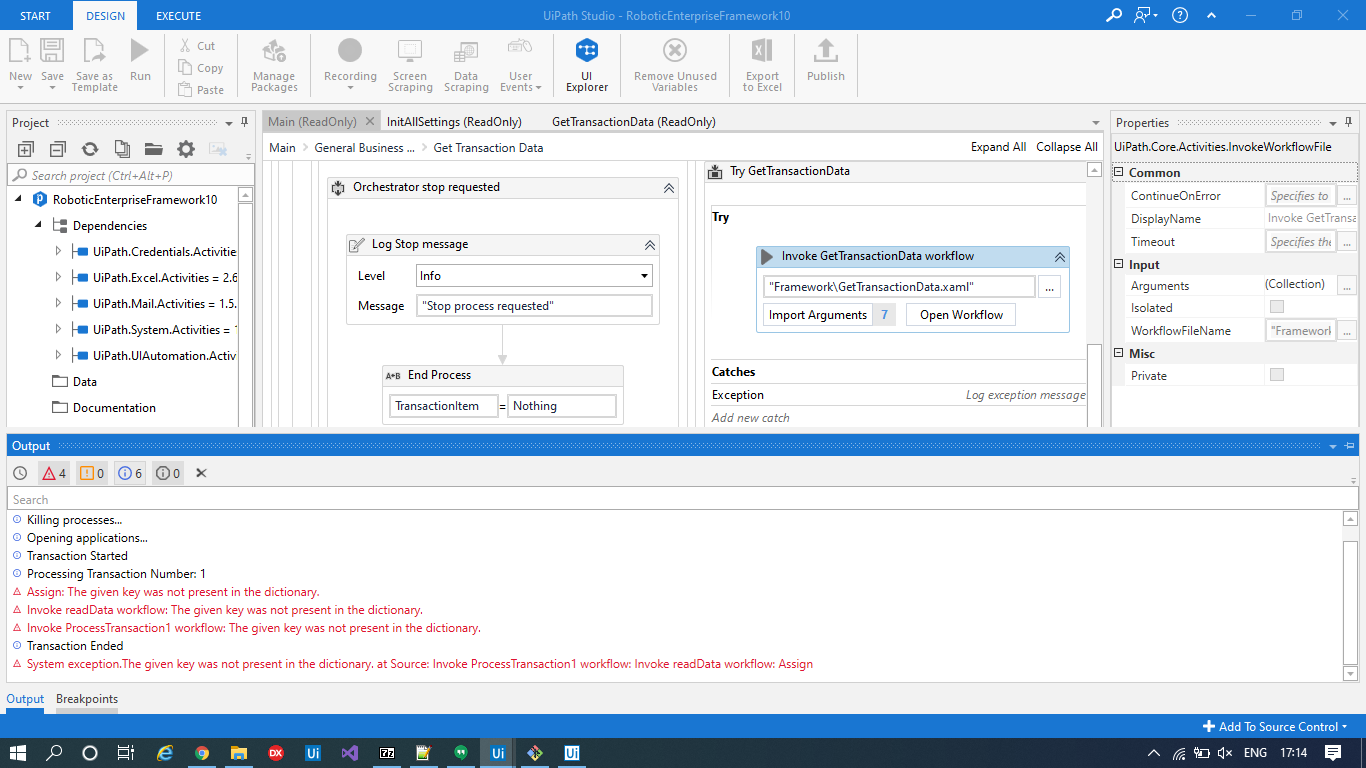 START DESIGN EXECUTE UiPath Studio - RoboticEnterpriseFramework10
New Save Save as Template Run
Cut
Copy
Paste
Manage Packages
Recording
Screen Scraping
Data Scraping
User Events
UI Explorer
Remove Unused Variables
Export to Excel
Publish
Project
Search project (Ctrl+Alt+P)
RoboticEnterpriseFramework10
Dependencies
UiPath.Credentials.Activitie
UiPath.Excel.Activities = 2.6
UiPath.Mail.Activities = 1.5.
UiPath.System.Activities = 1
UiPath.UIAutomation.Activ
Data
Documentation
Main (ReadOnly) InitAllSettings (ReadOnly) GetTransactionData (ReadOnly)
Main General Business ... Get Transaction Data Expand All Collapse All
Orchestrator stop requested
Log Stop message
Level Info
Message "Stop process requested"
A*B End Process
TransactionItem = Nothing
Try GetTransactionData
Try
Invoke GetTransactionData workflow
"Framework\GetTransactionData.xaml" ...
Import Arguments 7 Open Workflow
Catches
Exception Log exception message
Add new catch
Properties
UiPath.Core.Activities.InvokeWorkflowFile
Common
ContinueOnError Specifies to ...
DisplayName Invoke GetTransa
Timeout Specifies the ...
Input
Arguments (Collection) ...
Isolated
WorkflowFileName "Framework ...
Misc
Private
Output
4 0 6 0
Search
Killing processes...
Opening applications...
Transaction Started
Processing Transaction Number: 1
Assign: The given key was not present in the dictionary.
Invoke readData workflow: The given key was not present in the dictionary.
Invoke ProcessTransaction1 workflow: The given key was not present in the dictionary.
Transaction Ended
System exception.The given key was not present in the dictionary. at Source: Invoke ProcessTransaction1 workflow: Invoke readData workflow: Assign
Output Breakpoints
Add To Source Control
DX Ui 7z Ui Ui ENG 17:14